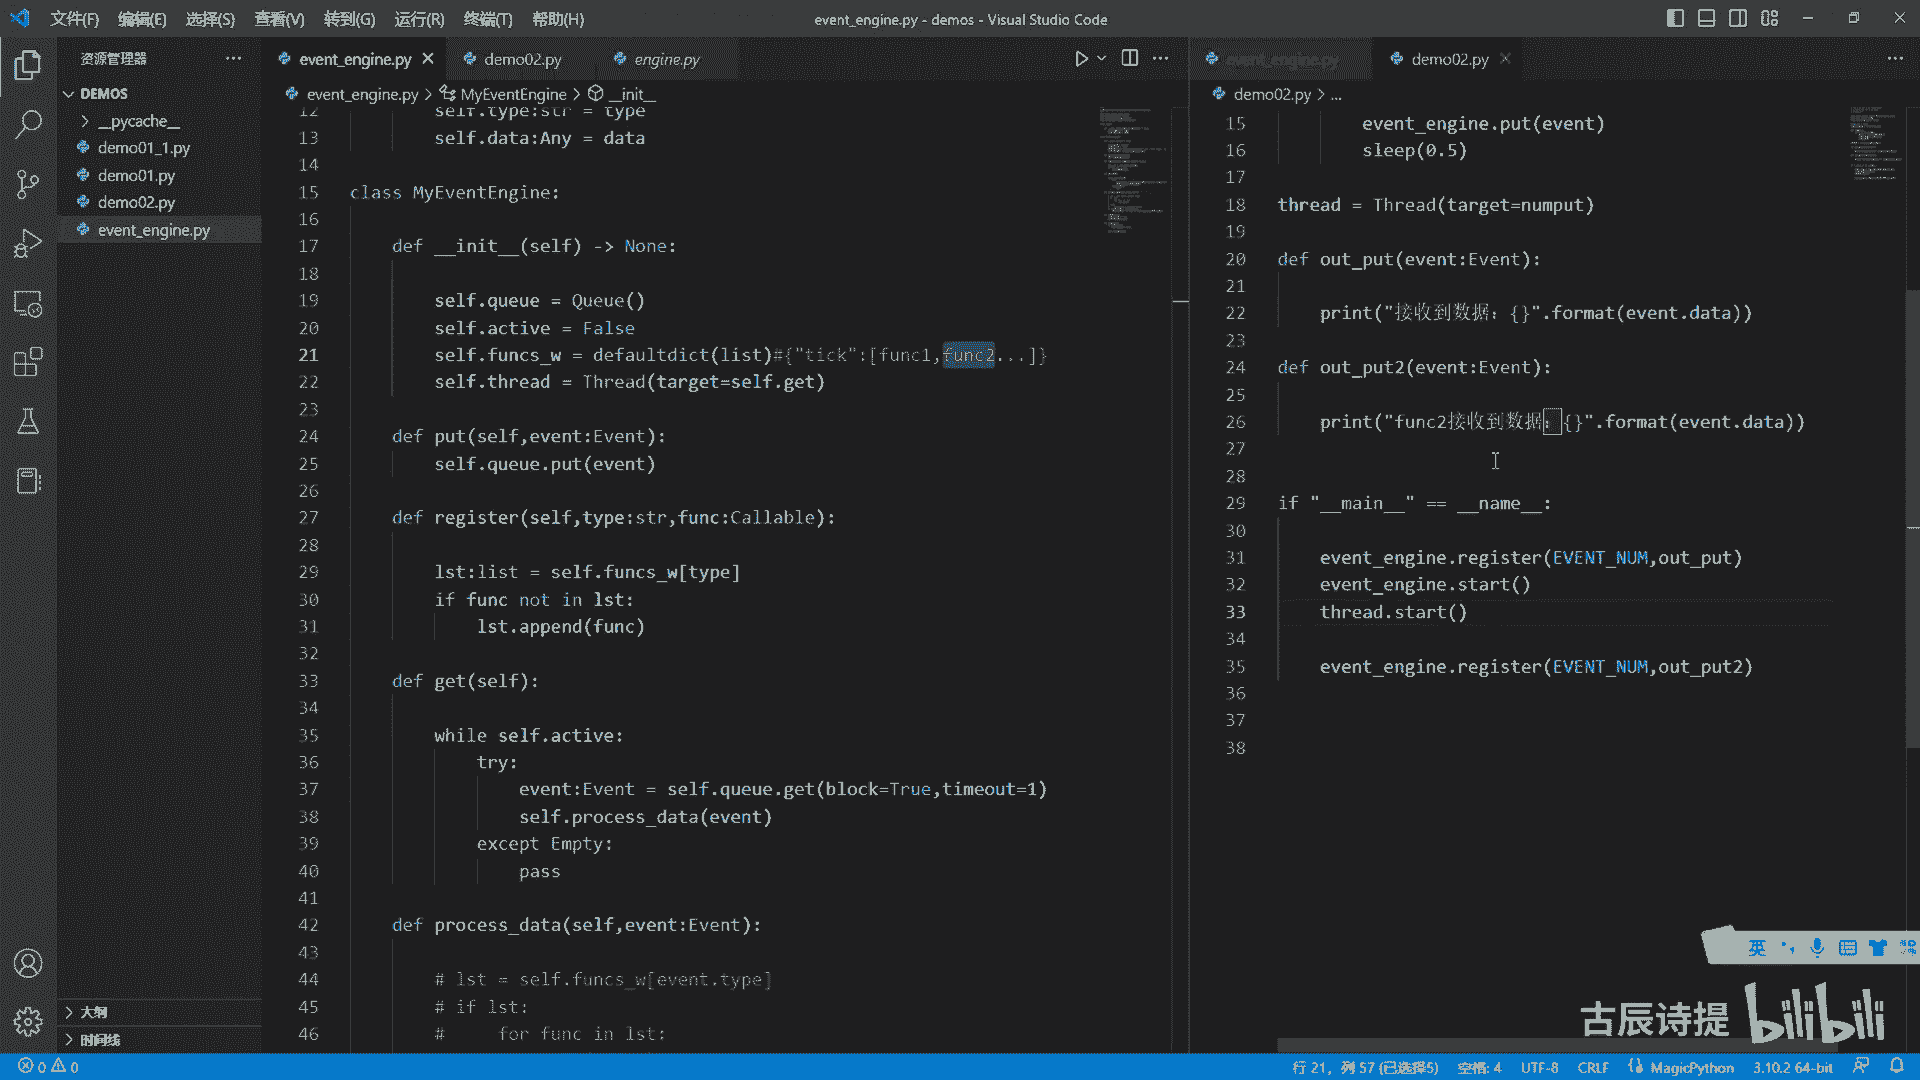 文件(F) 编辑(E) 选择(S) 查看(V) 转到(G) 运行(R) 终端(T) 帮助(H)
event_engine.py - demos - Visual Studio Code
资源管理器
DEMOS
__pycache__
demo01_1.py
demo01.py
demo02.py
event_engine.py
大纲
时间线
event_engine.py demo02.py engine.py
event_engine.py > MyEventEngine > __init__
12 self.type:str = type
13 self.data:Any = data
14
15 class MyEventEngine:
16
17 def __init__(self) -> None:
18
19 self.queue = Queue()
20 self.active = False
21 self.funcs_w = defaultdict(list)#{"tick":[func1,func2...]}
22 self.thread = Thread(target=self.get)
23
24 def put(self,event:Event):
25 self.queue.put(event)
26
27 def register(self,type:str,func:Callable):
28
29 lst:list = self.funcs_w[type]
30 if func not in lst:
31 lst.append(func)
32
33 def get(self):
34
35 while self.active:
36 try:
37 event:Event = self.queue.get(block=True,timeout=1)
38 self.process_data(event)
39 except Empty:
40 pass
41
42 def process_data(self,event:Event):
43
44 # lst = self.funcs_w[event.type]
45 # if lst:
46 # for func in lst:
event_engine.py demo02.py
demo02.py > ...
15 event_engine.put(event)
16 sleep(0.5)
17
18 thread = Thread(target=numput)
19
20 def out_put(event:Event):
21
22 print("接收到数据：{}".format(event.data))
23
24 def out_put2(event:Event):
25
26 print("func2接收到数据：{}".format(event.data))
27
28
29 if "__main__" == __name__:
30
31 event_engine.register(EVENT_NUM,out_put)
32 event_engine.start()
33 thread.start()
34
35 event_engine.register(EVENT_NUM,out_put2)
36
37
38
英
古辰诗提 bilibili
0 0
行 21，列 57 (已选择5) 空格: 4 UTF-8 CRLF MagicPython 3.10.2 64-bit